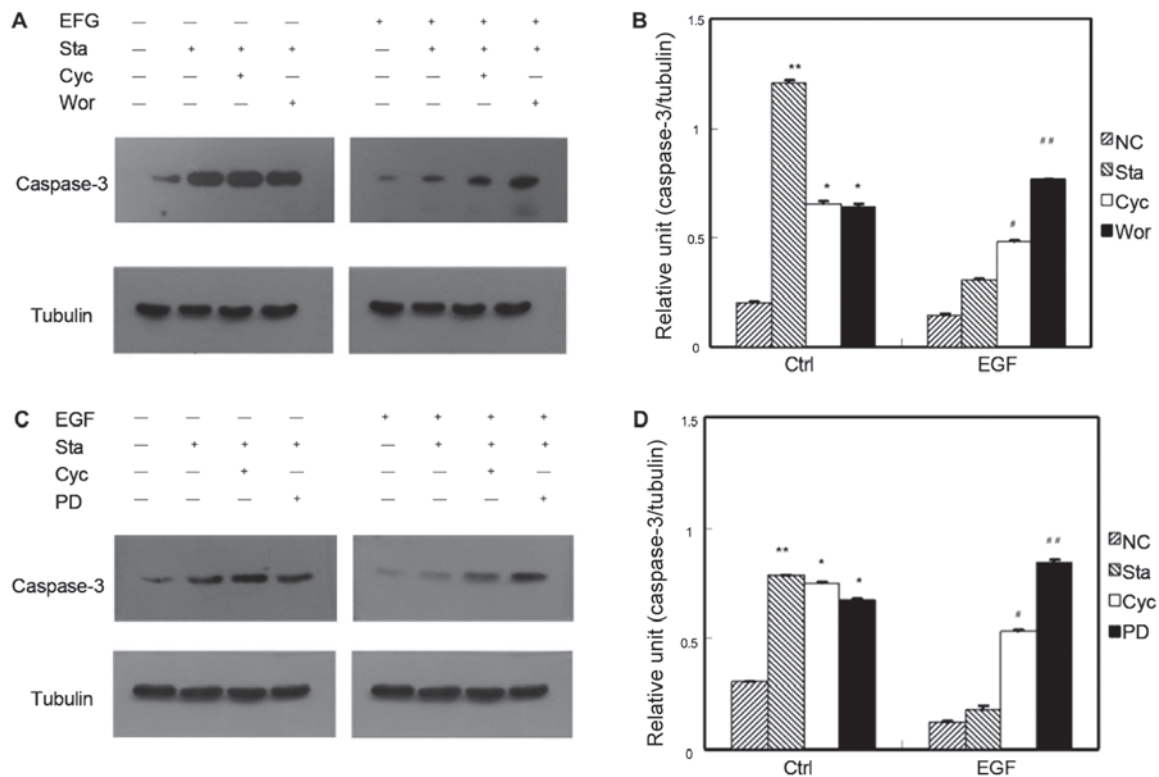 A
EFG — — — — + + + +
Sta — + + + — + + +
Cyc — — + — — — + —
Wor — — — + — — — +
Caspase-3
Tubulin
B
Relative unit (caspase-3/tubulin)
1.5
1
0.5
0
**
*
*
#
# #
Ctrl
EGF
NC
Sta
Cyc
Wor
C
EGF — — — — + + + +
Sta — + + + — + + +
Cyc — — + — — — + —
PD — — — + — — — +
Caspase-3
Tubulin
D
Relative unit (caspase-3/tubulin)
1.5
1
0.5
0
**
*
*
#
# #
Ctrl
EGF
NC
Sta
Cyc
PD